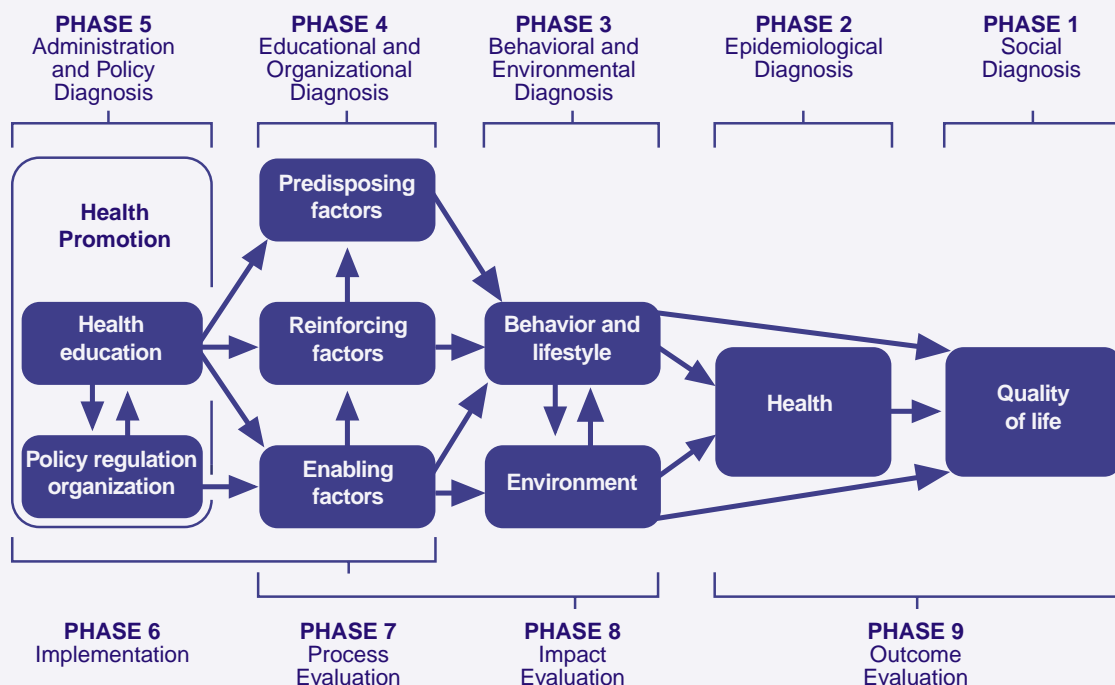 PHASE 5
Administration
and Policy
Diagnosis
PHASE 4
Educational and
Organizational
Diagnosis
PHASE 3
Behavioral and
Environmental
Diagnosis
PHASE 2
Epidemiological
Diagnosis
PHASE 1
Social
Diagnosis
Health
Promotion
Health
education
Policy regulation
organization
Predisposing
factors
Reinforcing
factors
Enabling
factors
Behavior and
lifestyle
Environment
Health
Quality
of life
PHASE 6
Implementation
PHASE 7
Process
Evaluation
PHASE 8
Impact
Evaluation
PHASE 9
Outcome
Evaluation